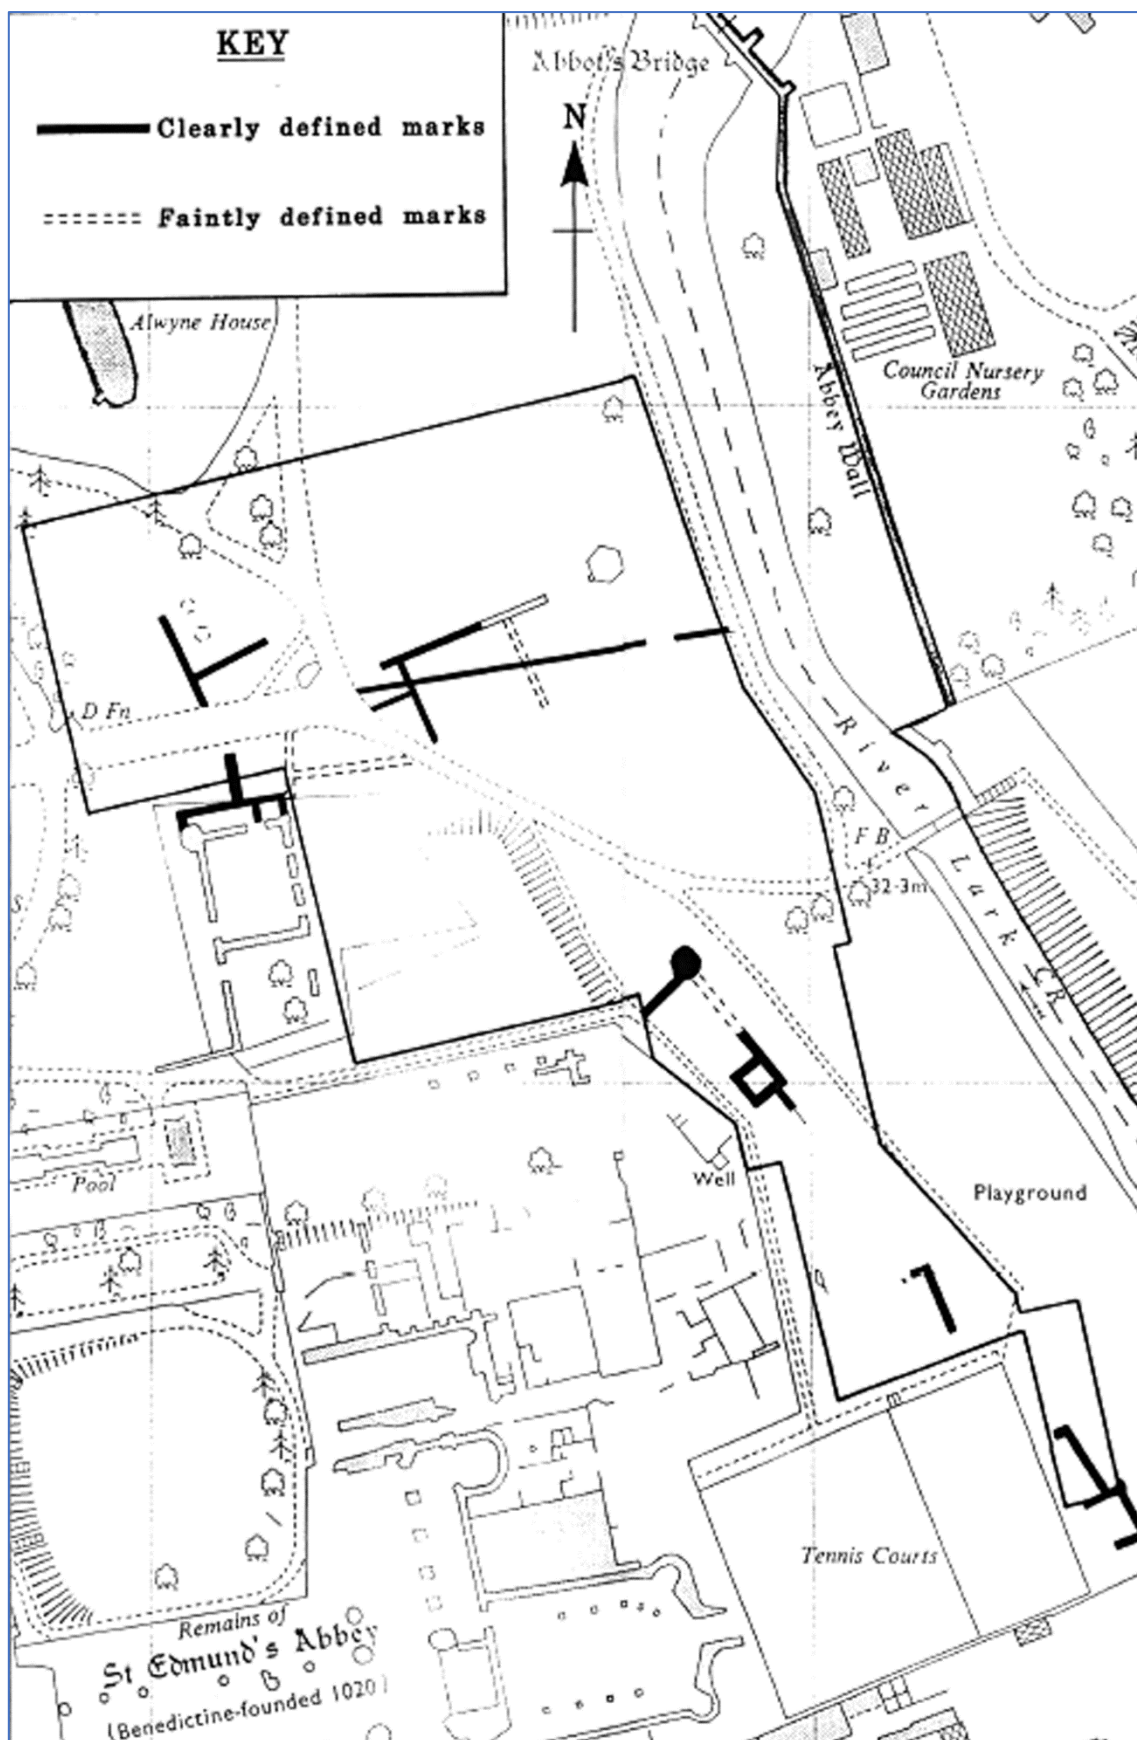 KEY
Clearly defined marks
Faintly defined marks
Abbot's Bridge
N
Alwyne House
Council Nursery
Gardens
Abbey Wall
D Fn
River
Lark
F B
32·3m
CR
S
Well
Playground
Pool
Tennis Courts
Remains of
St Edmund's Abbey
(Benedictine-founded 1020)